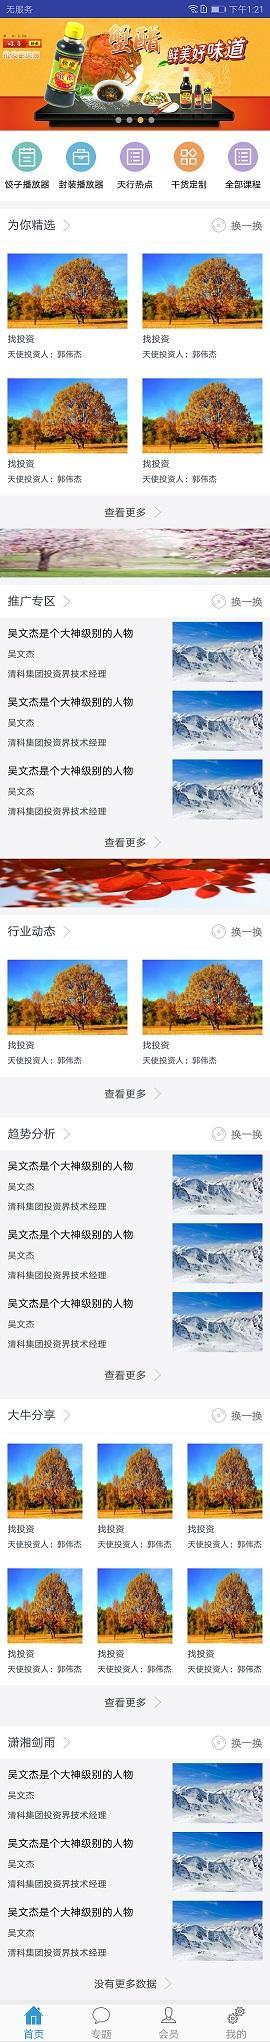 无服务
下午1:21
蟹醋
鲜美好味道
饺子播放器 封装播放器 天行热点 干货定制 全部课程
为你精选 换一换
找投资 找投资
天使投资人：郭伟杰 天使投资人：郭伟杰
找投资 找投资
天使投资人：郭伟杰 天使投资人：郭伟杰
查看更多
推广专区 换一换
吴文杰是个大神级别的人物
吴文杰
清科集团投资界技术经理
吴文杰是个大神级别的人物
吴文杰
清科集团投资界技术经理
吴文杰是个大神级别的人物
吴文杰
清科集团投资界技术经理
查看更多
行业动态 换一换
找投资 找投资
天使投资人：郭伟杰 天使投资人：郭伟杰
查看更多
趋势分析 换一换
吴文杰是个大神级别的人物
吴文杰
清科集团投资界技术经理
吴文杰是个大神级别的人物
吴文杰
清科集团投资界技术经理
吴文杰是个大神级别的人物
吴文杰
清科集团投资界技术经理
查看更多
大牛分享 换一换
找投资 找投资 找投资
天使投资人：郭伟杰 天使投资人：郭伟杰 天使投资人：郭伟杰
找投资 找投资 找投资
天使投资人：郭伟杰 天使投资人：郭伟杰 天使投资人：郭伟杰
查看更多
潇湘剑雨 换一换
吴文杰是个大神级别的人物
吴文杰
清科集团投资界技术经理
吴文杰是个大神级别的人物
吴文杰
清科集团投资界技术经理
吴文杰是个大神级别的人物
吴文杰
清科集团投资界技术经理
没有更多数据
首页 专题 会员 我的